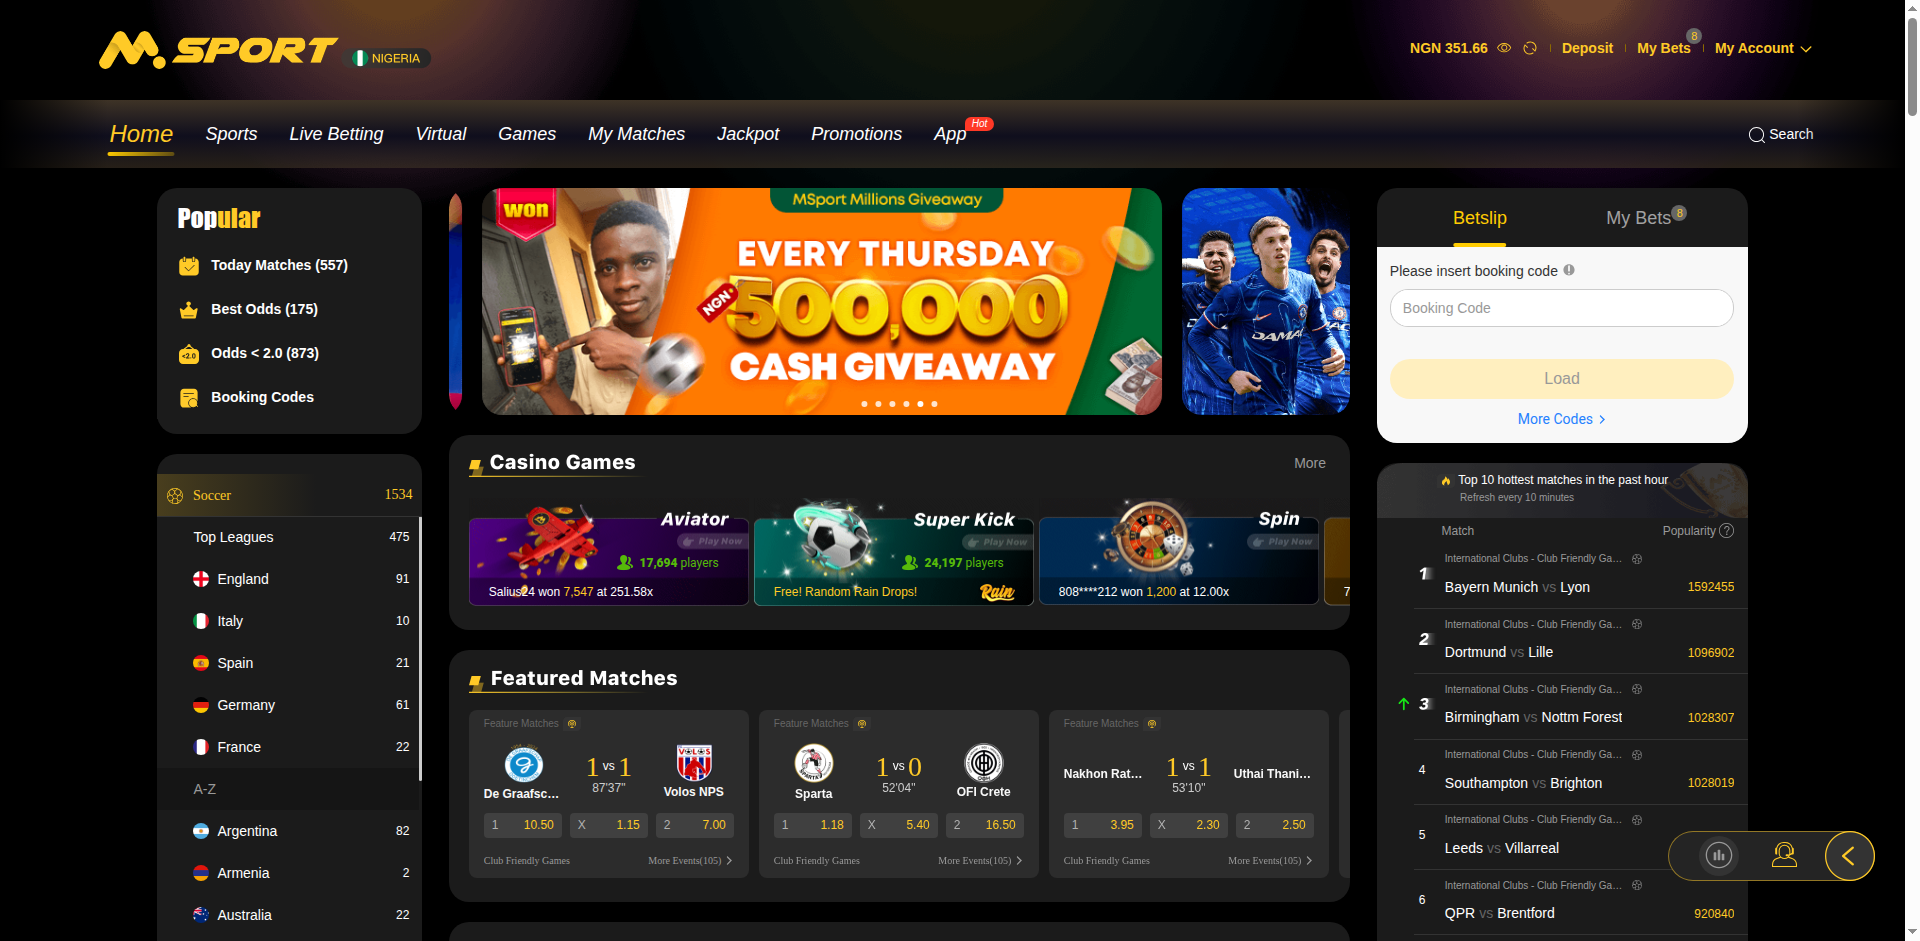 M.SPORT
NIGERIA
NGN 351.66
Deposit
My Bets
8
My Account
Home
Sports
Live Betting
Virtual
Games
My Matches
Jackpot
Promotions
App
Hot
Search
Popular
Today Matches (557)
Best Odds (175)
<2.0
Odds < 2.0 (873)
Booking Codes
Soccer
1534
Top Leagues
475
England
91
Italy
10
Spain
21
Germany
61
France
22
A-Z
Argentina
82
Armenia
2
Australia
22
won
MSport Millions Giveaway
EVERY THURSDAY
NGN
500,000
CASH GIVEAWAY
Casino Games
More
Aviator
Play Now
17,694 players
Salius24 won 7,547 at 251.58x
Super Kick
Play Now
24,197 players
Free! Random Rain Drops!
Rain
Spin
Play Now
808****212 won 1,200 at 12.00x
7
Featured Matches
Feature Matches
De Graafsc...
1 vs 1
87'37"
VOLOS
Volos NPS
1 10.50
X 1.15
2 7.00
Club Friendly Games
More Events(105)
Feature Matches
SPARTA
Sparta
1 vs 0
52'04"
OFI Crete
1 1.18
X 5.40
2 16.50
Club Friendly Games
More Events(105)
Feature Matches
Nakhon Rat...
1 vs 1
53'10"
Uthai Thani...
1 3.95
X 2.30
2 2.50
Club Friendly Games
More Events(105)
Betslip
My Bets
8
Please insert booking code
Booking Code
Load
More Codes
Top 10 hottest matches in the past hour
Refresh every 10 minutes
Match
Popularity
?
International Clubs - Club Friendly Ga...
1
Bayern Munich vs Lyon
1592455
International Clubs - Club Friendly Ga...
2
Dortmund vs Lille
1096902
International Clubs - Club Friendly Ga...
3
Birmingham vs Nottm Forest
1028307
International Clubs - Club Friendly Ga...
4
Southampton vs Brighton
1028019
International Clubs - Club Friendly Ga...
5
Leeds vs Villarreal
International Clubs - Club Friendly Ga...
6
QPR vs Brentford
920840